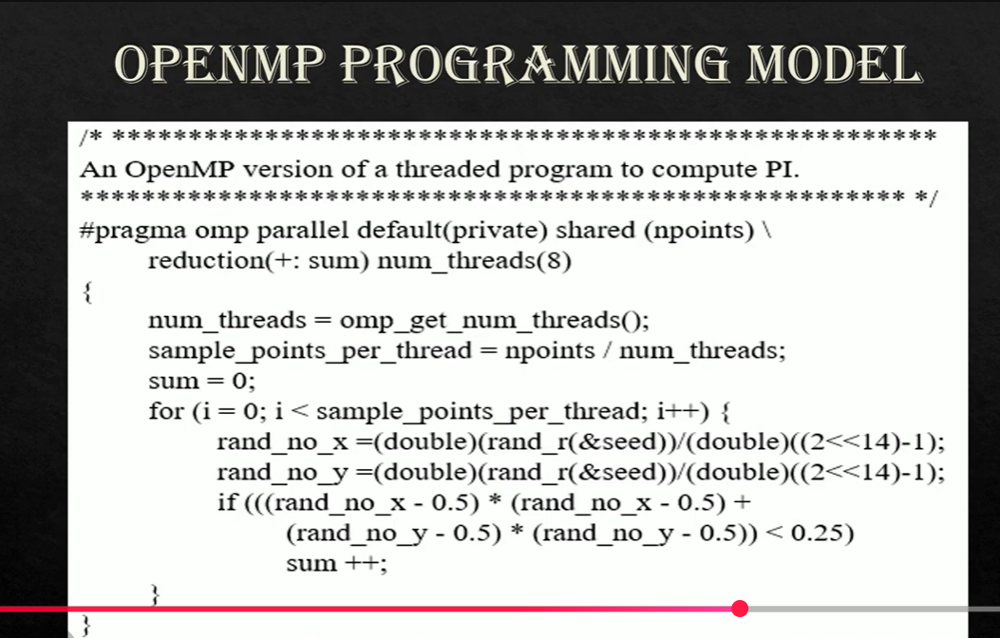 OPENMP PROGRAMMING MODEL
/* ******************************************************
An OpenMP version of a threaded program to compute PI.
****************************************************** */
#pragma omp parallel default(private) shared (npoints) \
reduction(+: sum) num_threads(8)
{
num_threads = omp_get_num_threads();
sample_points_per_thread = npoints / num_threads;
sum = 0;
for (i = 0; i < sample_points_per_thread; i++) {
rand_no_x =(double)(rand_r(&seed))/(double)((2<<14)-1);
rand_no_y =(double)(rand_r(&seed))/(double)((2<<14)-1);
if (((rand_no_x - 0.5) * (rand_no_x - 0.5) +
(rand_no_y - 0.5) * (rand_no_y - 0.5)) < 0.25)
sum ++;
}
}